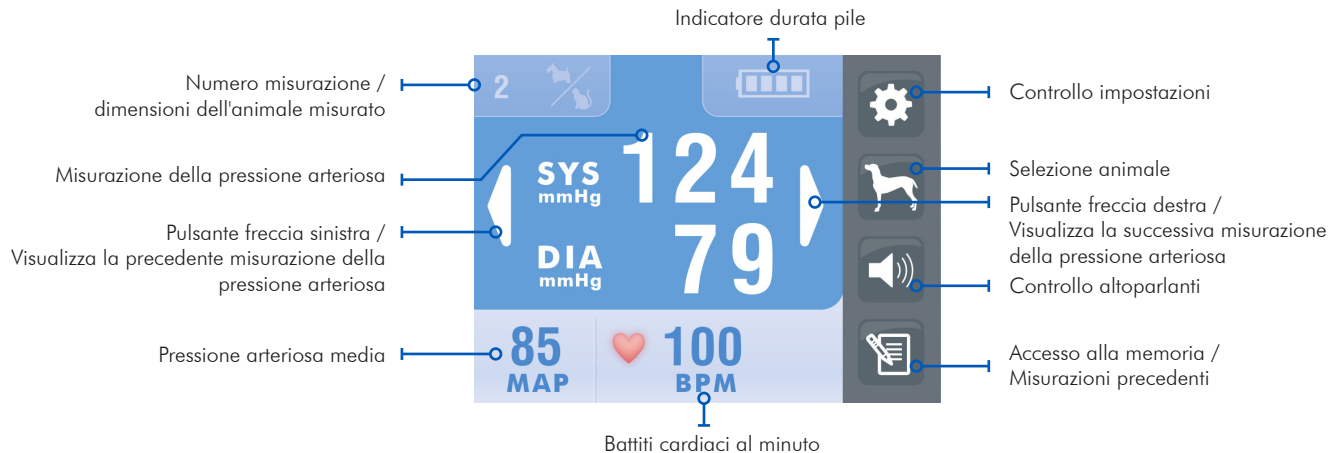 Indicatore durata pile
Numero misurazione /
dimensioni dell'animale misurato
Misurazione della pressione arteriosa
Pulsante freccia sinistra /
Visualizza la precedente misurazione della
pressione arteriosa
Pressione arteriosa media
2
SYS
mmHg
124
DIA
mmHg
79
85
MAP
100
BPM
Battiti cardiaci al minuto
Controllo impostazioni
Selezione animale
Pulsante freccia destra /
Visualizza la successiva misurazione
della pressione arteriosa
Controllo altoparlanti
Accesso alla memoria /
Misurazioni precedenti